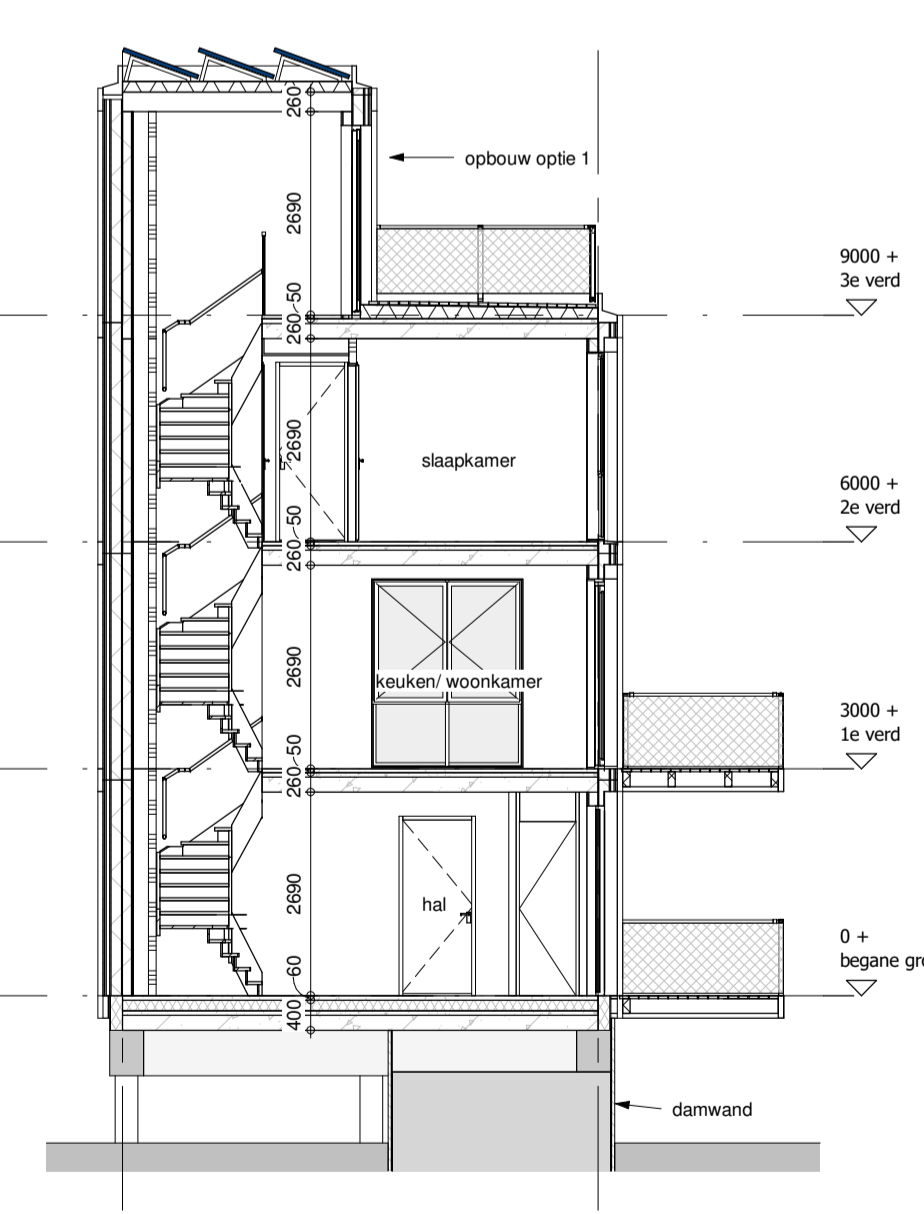 260
2690
opbouw optie 1
50
260
9000 +
3e verd
2690
slaapkamer
50
260
6000 +
2e verd
2690
keuken/ woonkamer
50
260
3000 +
1e verd
2690
hal
60
400
0 +
begane gro
damwand